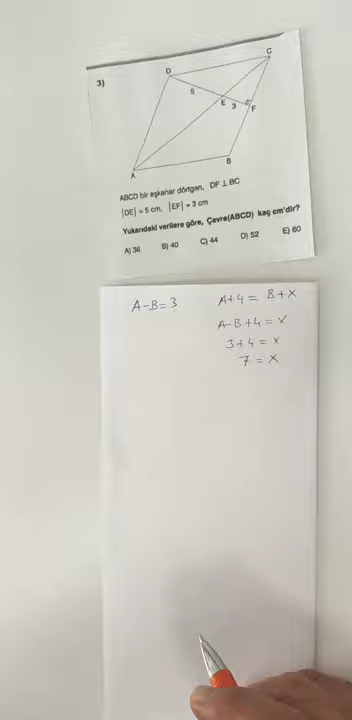 3)
D
C
5
E
3
F
A
B
ABCD bir eşkenar dörtgen, DF ⊥ BC
|DE| = 5 cm, |EF| = 3 cm
Yukarıdaki verilere göre, Çevre(ABCD) kaç cm'dir?
A) 36 B) 40 C) 44 D) 52 E) 60
A-B=3
A+4 = B+X
A-B+4 = X
3+4 = x
7 = X